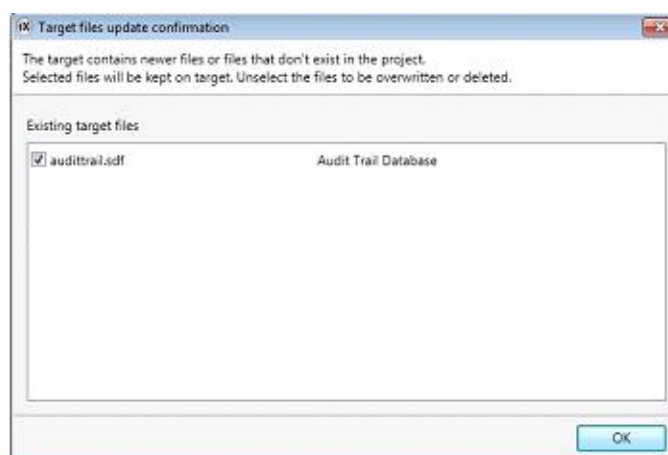 iX Target files update confirmation
The target contains newer files or files that don't exist in the project.
Selected files will be kept on target. Unselect the files to be overwritten or deleted.
Existing target files
audittrail.sdf Audit Trail Database
OK